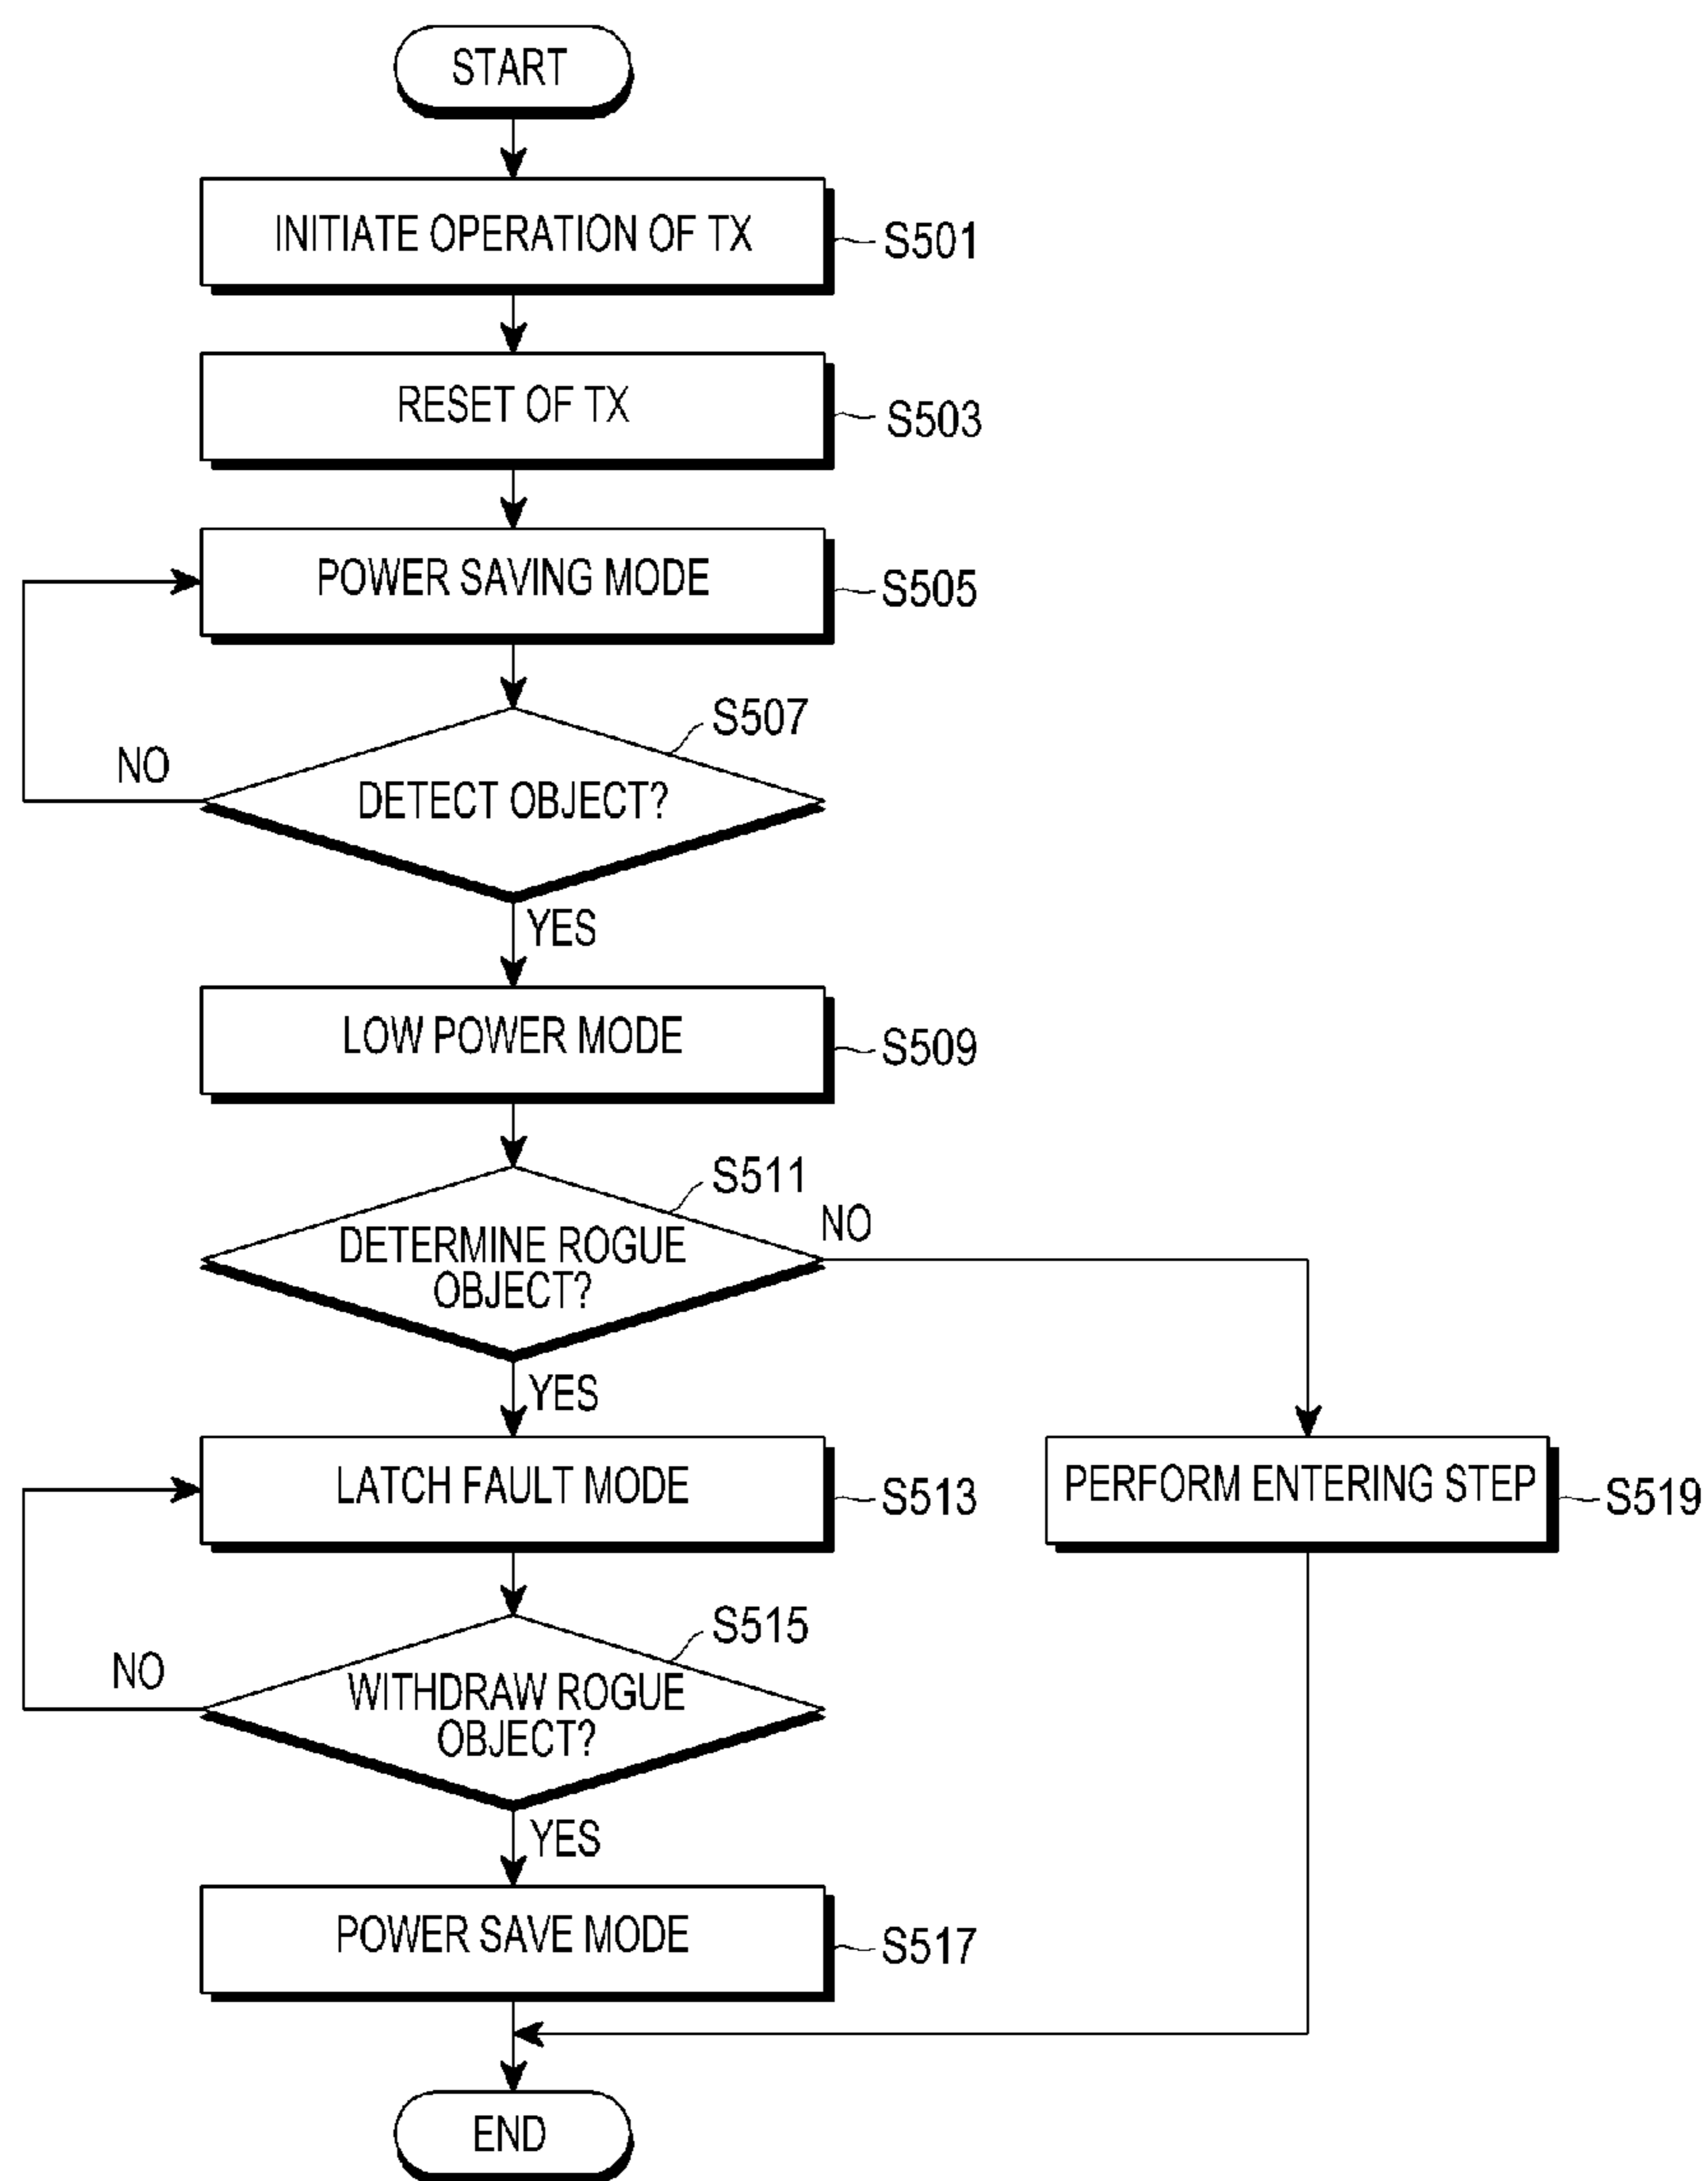 START
INITIATE OPERATION OF TX
S501
RESET OF TX
S503
POWER SAVING MODE
S505
S507
NO
DETECT OBJECT?
YES
LOW POWER MODE
S509
S511
NO
DETERMINE ROGUE
OBJECT?
YES
LATCH FAULT MODE
S513
PERFORM ENTERING STEP
S519
S515
NO
WITHDRAW ROGUE
OBJECT?
YES
POWER SAVE MODE
S517
END